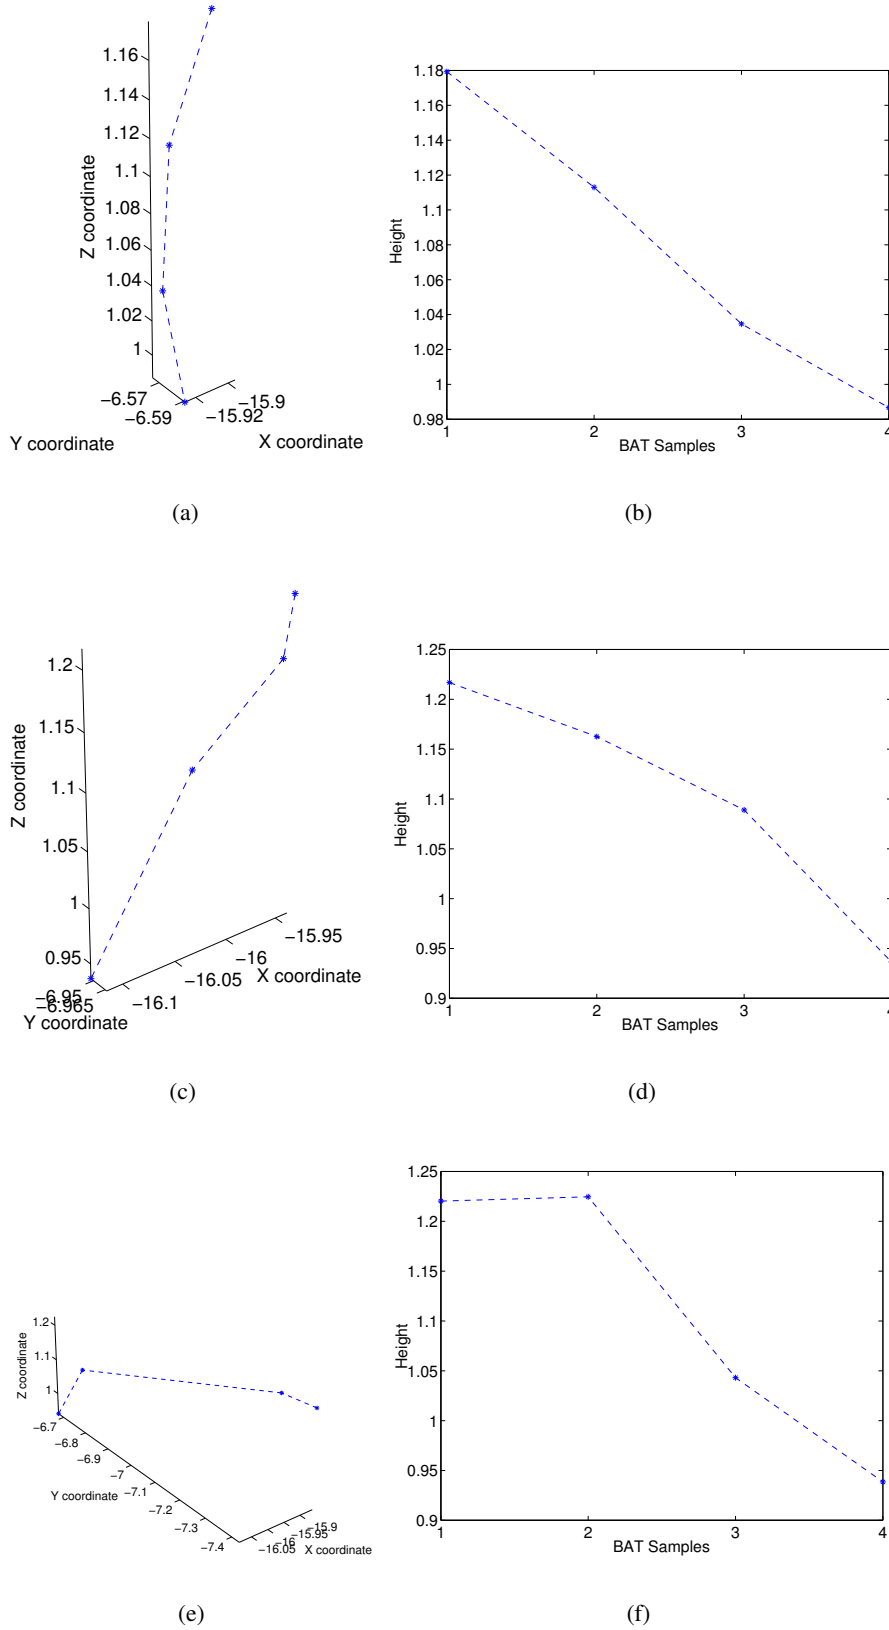 1.16
1.14
1.12
1.1
1.08
1.06
1.04
1.02
1
Z coordinate
−6.57
−6.59
−15.9
−15.92
Y coordinate
X coordinate
(a)
1.18
1.16
1.14
1.12
1.1
1.08
1.06
1.04
1.02
1
0.98
Height
1 2 3 4
BAT Samples
(b)
1.2
1.15
1.1
1.05
1
0.95
Z coordinate
−6.95
−6.965
−15.95
−16
−16.05
−16.1
X coordinate
Y coordinate
(c)
1.25
1.2
1.15
1.1
1.05
1
0.95
0.9
Height
1 2 3 4
BAT Samples
(d)
1.2
1.1
1
Z coordinate
−6.7
−6.8
−6.9
−7
−7.1
−7.2
−7.3
−7.4
Y coordinate
−15.9
−15.95
−16
−16.05
X coordinate
(e)
1.25
1.2
1.15
1.1
1.05
1
0.95
0.9
Height
1 2 3 4
BAT Samples
(f)